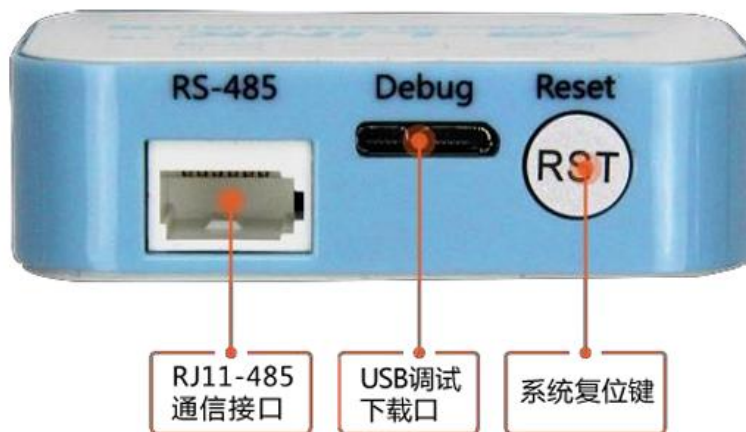 RS-485
Debug
Reset
RST
RJ11-485
通信接口
USB调试
下载口
系统复位键